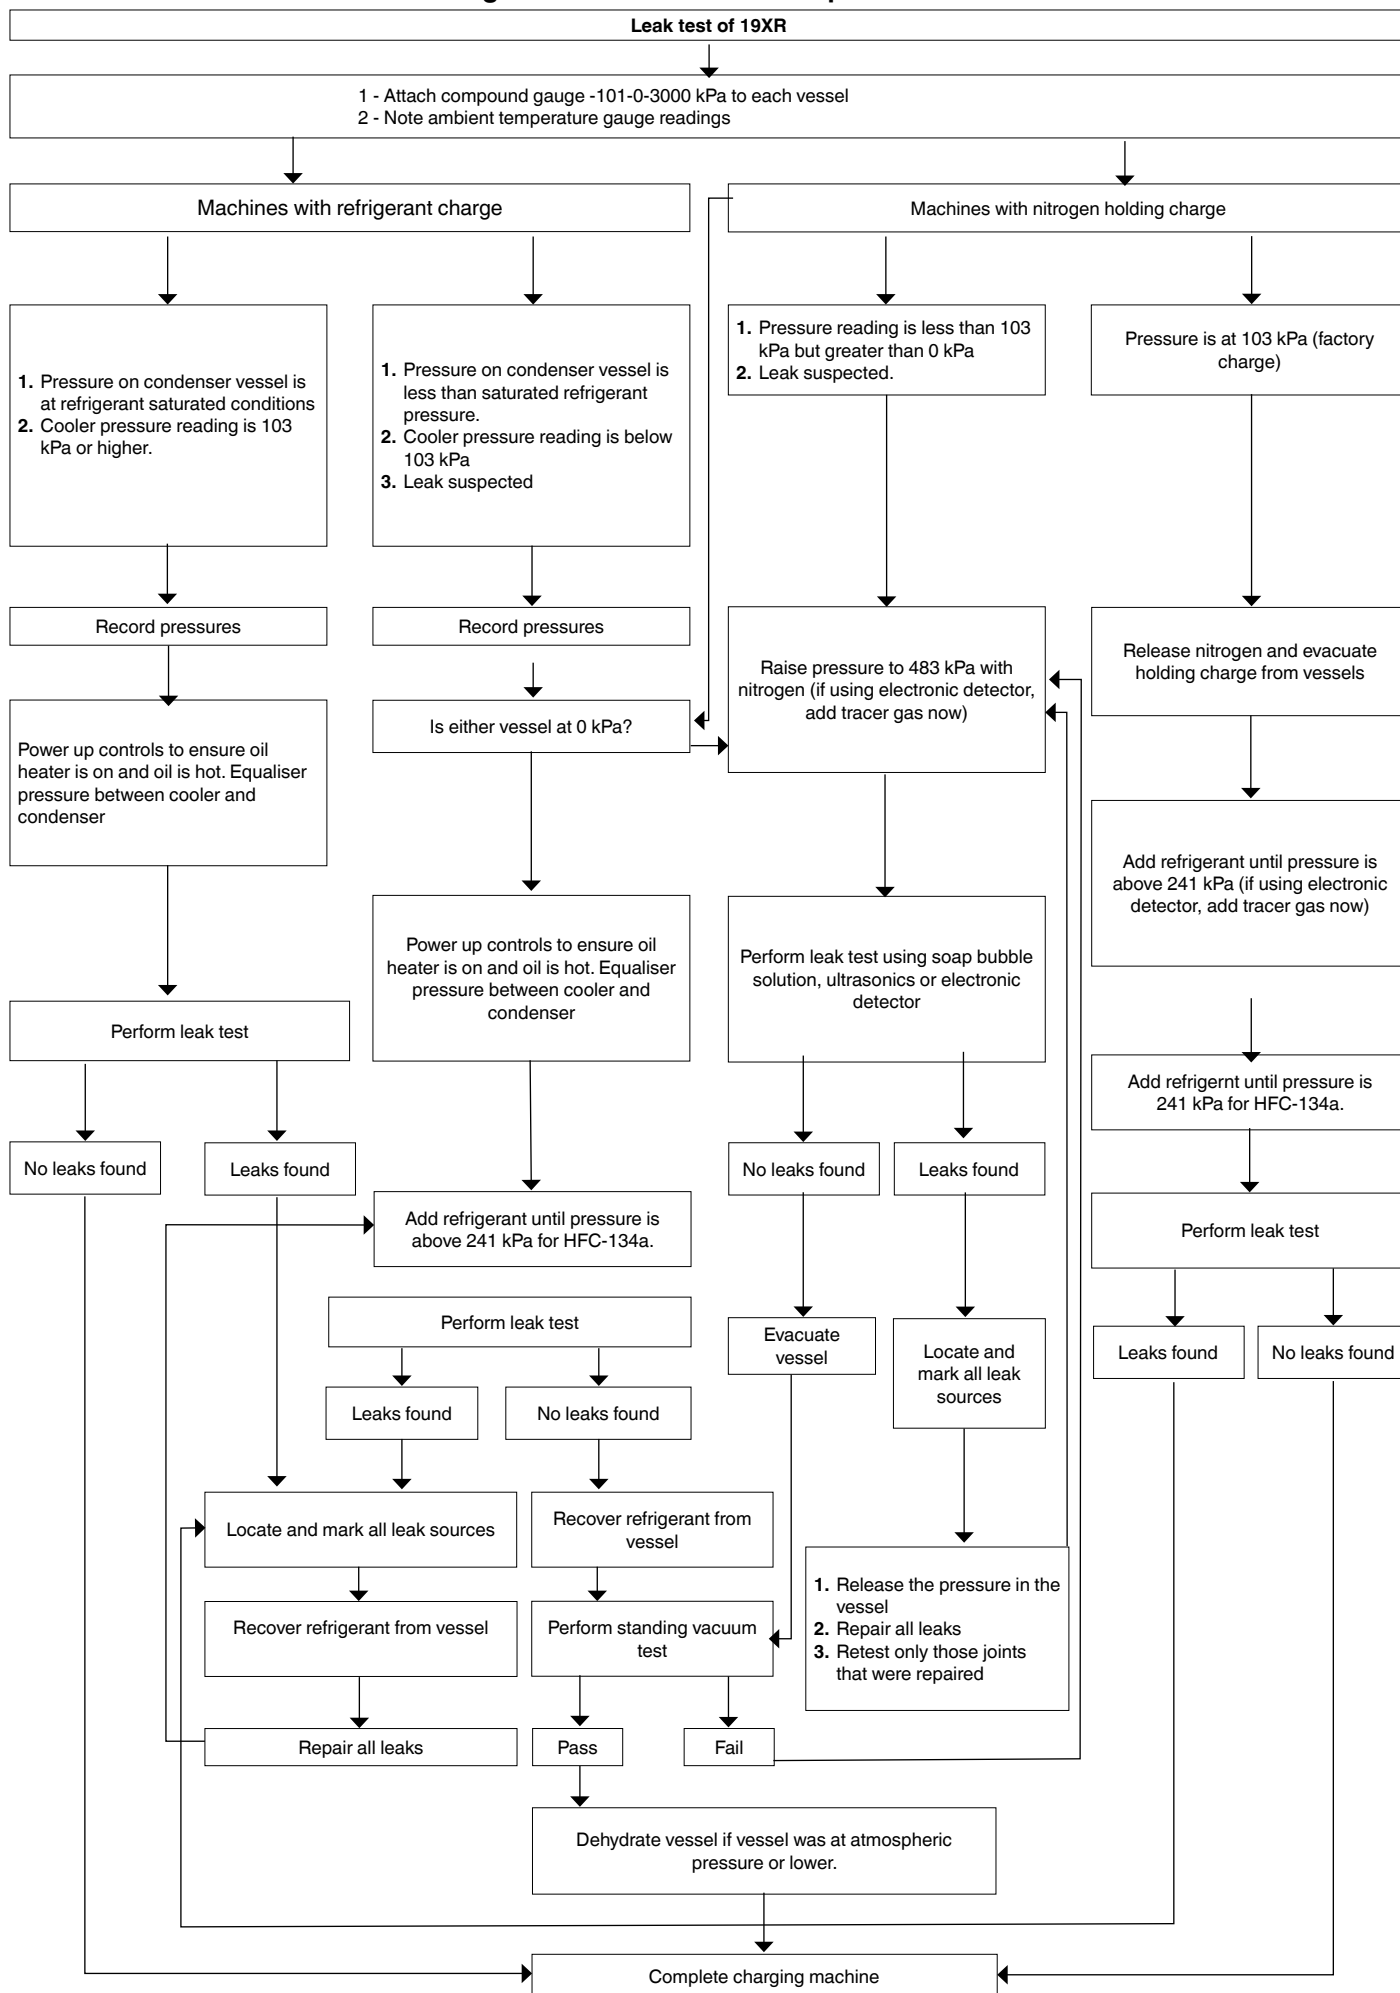 Leak test of 19XR
1 - Attach compound gauge -101-0-3000 kPa to each vessel
2 - Note ambient temperature gauge readings
Machines with refrigerant charge
Machines with nitrogen holding charge
1. Pressure on condenser vessel is
at refrigerant saturated conditions
2. Cooler pressure reading is 103
kPa or higher.
1. Pressure on condenser vessel is
less than saturated refrigerant
pressure.
2. Cooler pressure reading is below
103 kPa
3. Leak suspected
1. Pressure reading is less than 103
kPa but greater than 0 kPa
2. Leak suspected.
Pressure is at 103 kPa (factory
charge)
Record pressures
Record pressures
Raise pressure to 483 kPa with
nitrogen (if using electronic detector,
add tracer gas now)
Release nitrogen and evacuate
holding charge from vessels
Power up controls to ensure oil
heater is on and oil is hot. Equaliser
pressure between cooler and
condenser
Is either vessel at 0 kPa?
Add refrigerant until pressure is
above 241 kPa (if using electronic
detector, add tracer gas now)
Power up controls to ensure oil
heater is on and oil is hot. Equaliser
pressure between cooler and
condenser
Perform leak test using soap bubble
solution, ultrasonics or electronic
detector
Perform leak test
Add refrigernt until pressure is
241 kPa for HFC-134a.
No leaks found
Leaks found
No leaks found
Leaks found
Add refrigerant until pressure is
above 241 kPa for HFC-134a.
Perform leak test
Perform leak test
Evacuate
vessel
Locate and
mark all leak
sources
Leaks found
No leaks found
Leaks found
No leaks found
Locate and mark all leak sources
Recover refrigerant from
vessel
1. Release the pressure in the
vessel
2. Repair all leaks
3. Retest only those joints
that were repaired
Recover refrigerant from vessel
Perform standing vacuum
test
Repair all leaks
Pass
Fail
Dehydrate vessel if vessel was at atmospheric
pressure or lower.
Complete charging machine